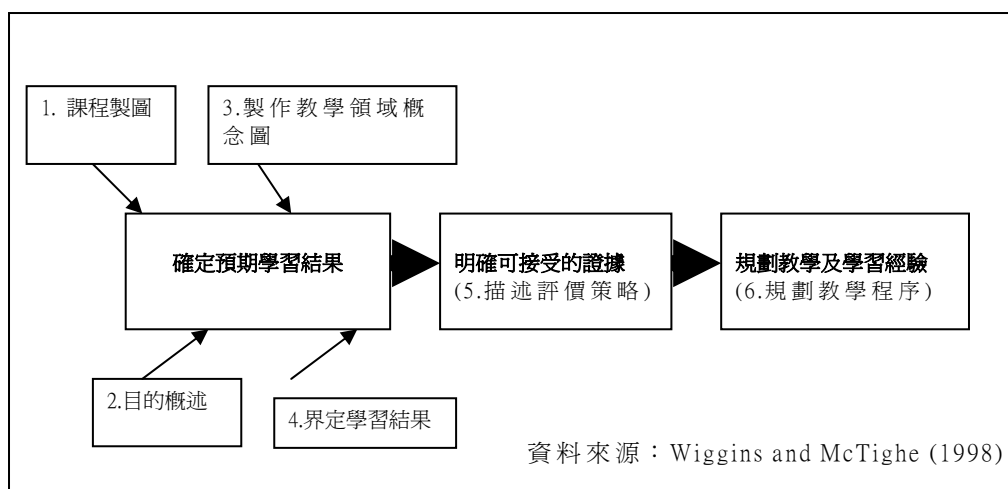 1. 課程製圖
3.製作教學領域概
念圖
確定預期學習結果
明確可接受的證據
(5.描述評價策略)
規劃教學及學習經驗
(6.規劃教學程序)
2.目的概述
4.界定學習結果
資料來源：Wiggins and McTighe (1998)